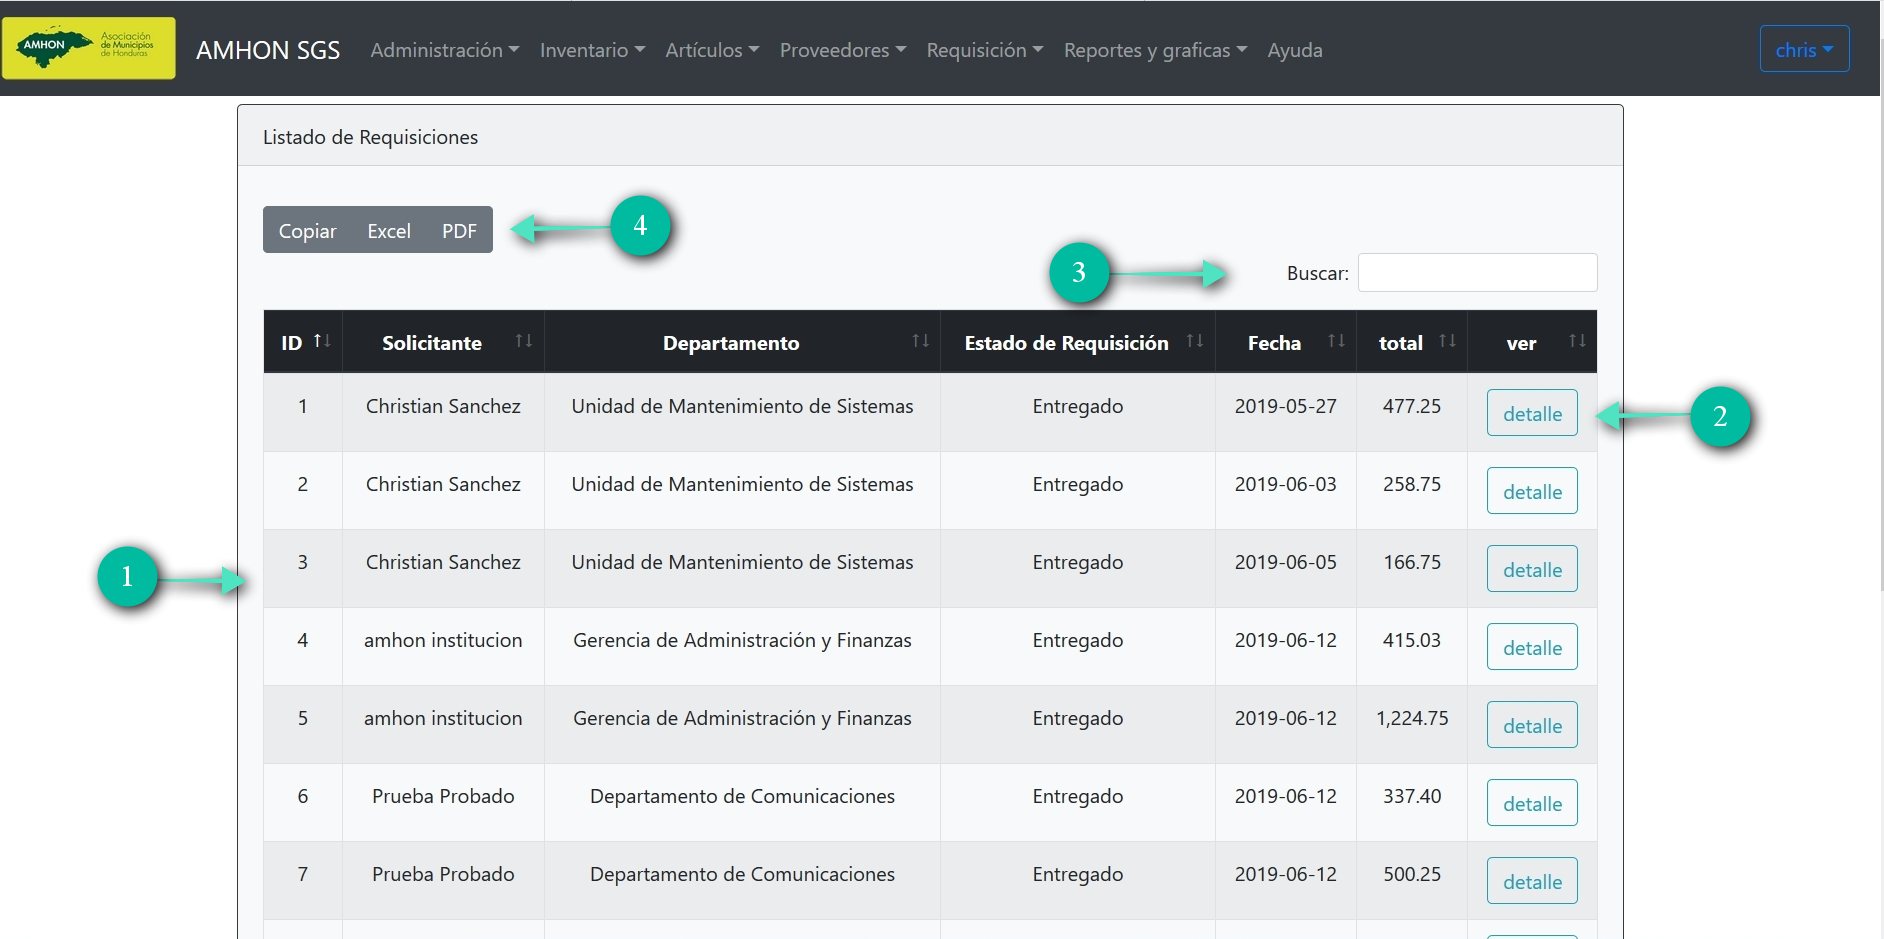 AMHON Asociación de Municipios de Honduras
AMHON SGS Administración Inventario Artículos Proveedores Requisición Reportes y graficas Ayuda chris
Listado de Requisiciones
Copiar Excel PDF 4
3 Buscar:
ID Solicitante Departamento Estado de Requisición Fecha total ver
1 Christian Sanchez Unidad de Mantenimiento de Sistemas Entregado 2019-05-27 477.25 detalle 2
2 Christian Sanchez Unidad de Mantenimiento de Sistemas Entregado 2019-06-03 258.75 detalle
1 3 Christian Sanchez Unidad de Mantenimiento de Sistemas Entregado 2019-06-05 166.75 detalle
4 amhon institucion Gerencia de Administración y Finanzas Entregado 2019-06-12 415.03 detalle
5 amhon institucion Gerencia de Administración y Finanzas Entregado 2019-06-12 1,224.75 detalle
6 Prueba Probado Departamento de Comunicaciones Entregado 2019-06-12 337.40 detalle
7 Prueba Probado Departamento de Comunicaciones Entregado 2019-06-12 500.25 detalle